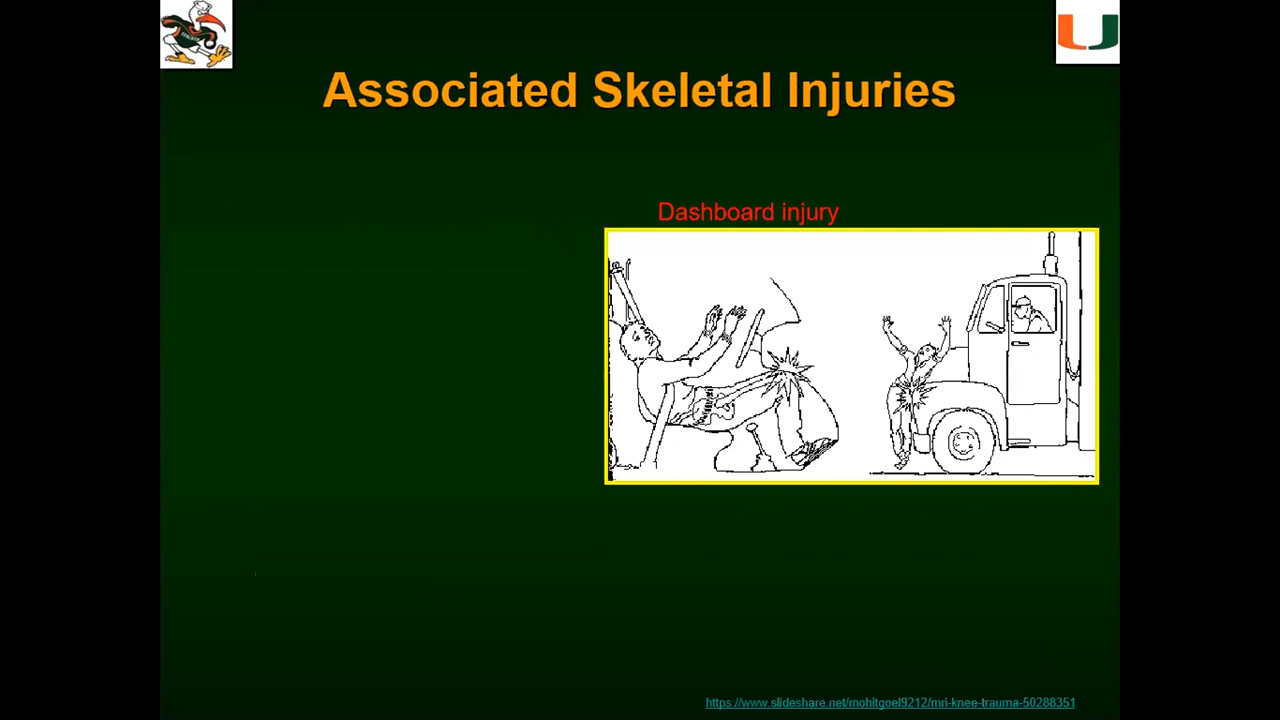 Associated Skeletal Injuries
Dashboard injury
https://www.slideshare.net/mohitgoel9212/mri-knee-trauma-50288351